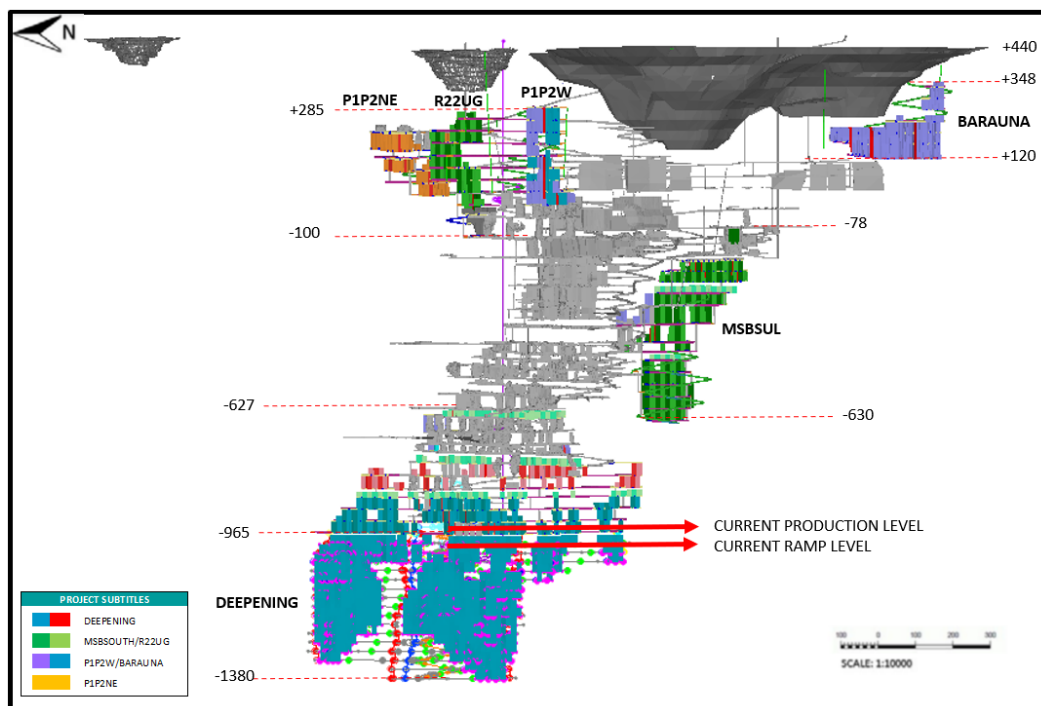 N
+440
+348
P1P2NE
R22UG
P1P2W
+285
BARAUNA
+120
-100
-78
MSBSUL
-627
-630
CURRENT PRODUCTION LEVEL
-965
CURRENT RAMP LEVEL
DEEPENING
PROJECT SUBTITLES
DEEPENING
MSBSOUTH/R22UG
P1P2W/BARAUNA
P1P2NE
-1380
100 0 100 200 300
SCALE: 1:10000